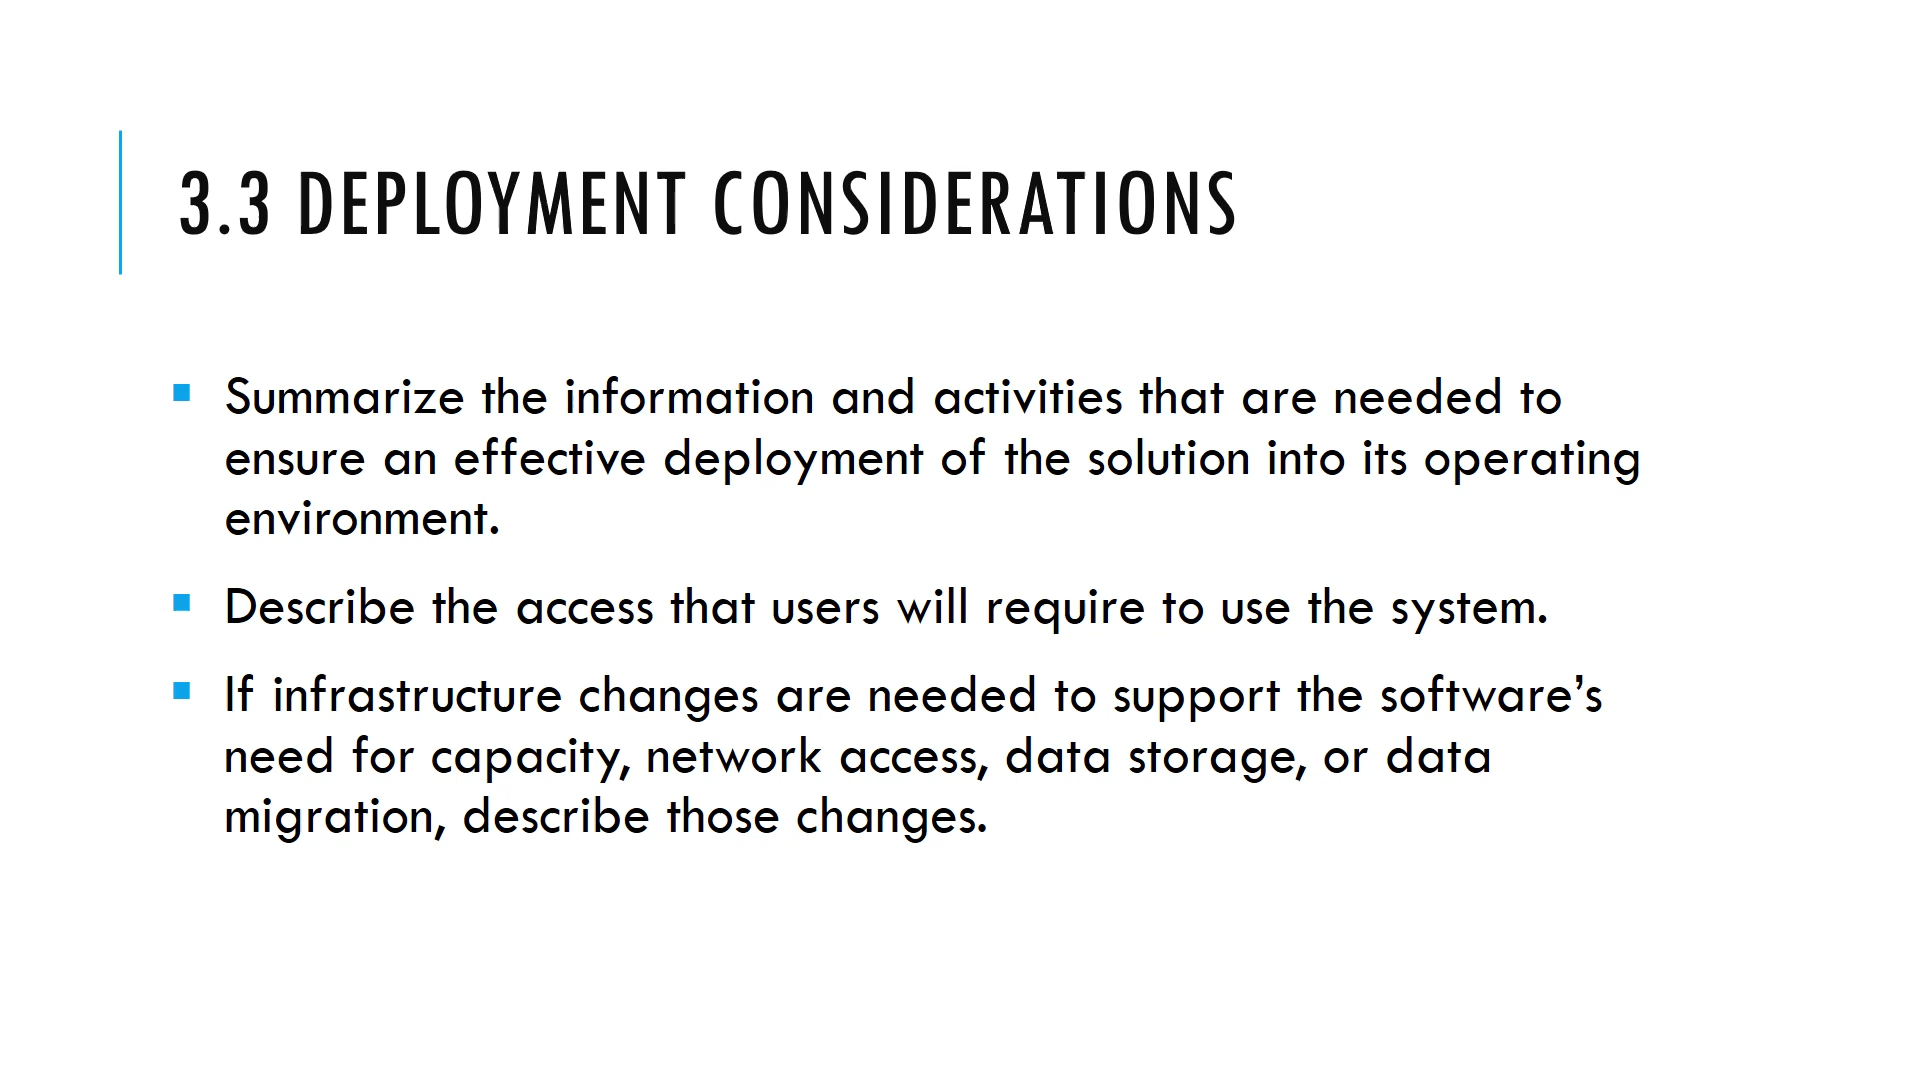 3.3 DEPLOYMENT CONSIDERATIONS
Summarize the information and activities that are needed to
ensure an effective deployment of the solution into its operating
environment.
Describe the access that users will require to use the system.
If infrastructure changes are needed to support the software’s
need for capacity, network access, data storage, or data
migration, describe those changes.